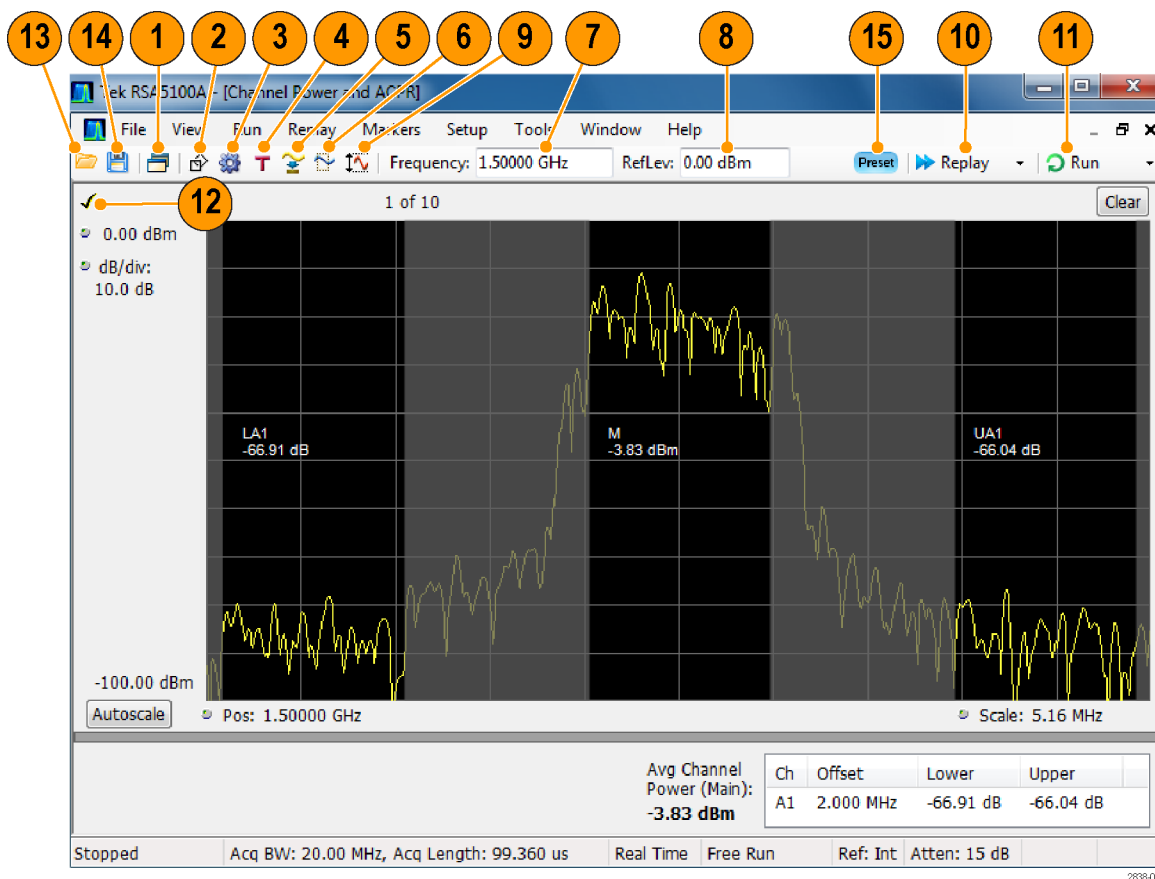 13 14 1 2 3 4 5 6 9 7 8 15 10 11
Tek RSA5100A - [Channel Power and ACPR]
File View Run Replay Markers Setup Tools Window Help
T Frequency: 1.50000 GHz RefLev: 0.00 dBm Preset Replay Run
12
1 of 10
Clear
0.00 dBm
dB/div:
10.0 dB
LA1
-66.91 dB
M
-3.83 dBm
UA1
-66.04 dB
-100.00 dBm
Autoscale Pos: 1.50000 GHz Scale: 5.16 MHz
Avg Channel
Power (Main):
-3.83 dBm
Ch Offset Lower Upper
A1 2.000 MHz -66.91 dB -66.04 dB
Stopped Acq BW: 20.00 MHz, Acq Length: 99.360 us Real Time Free Run Ref: Int Atten: 15 dB